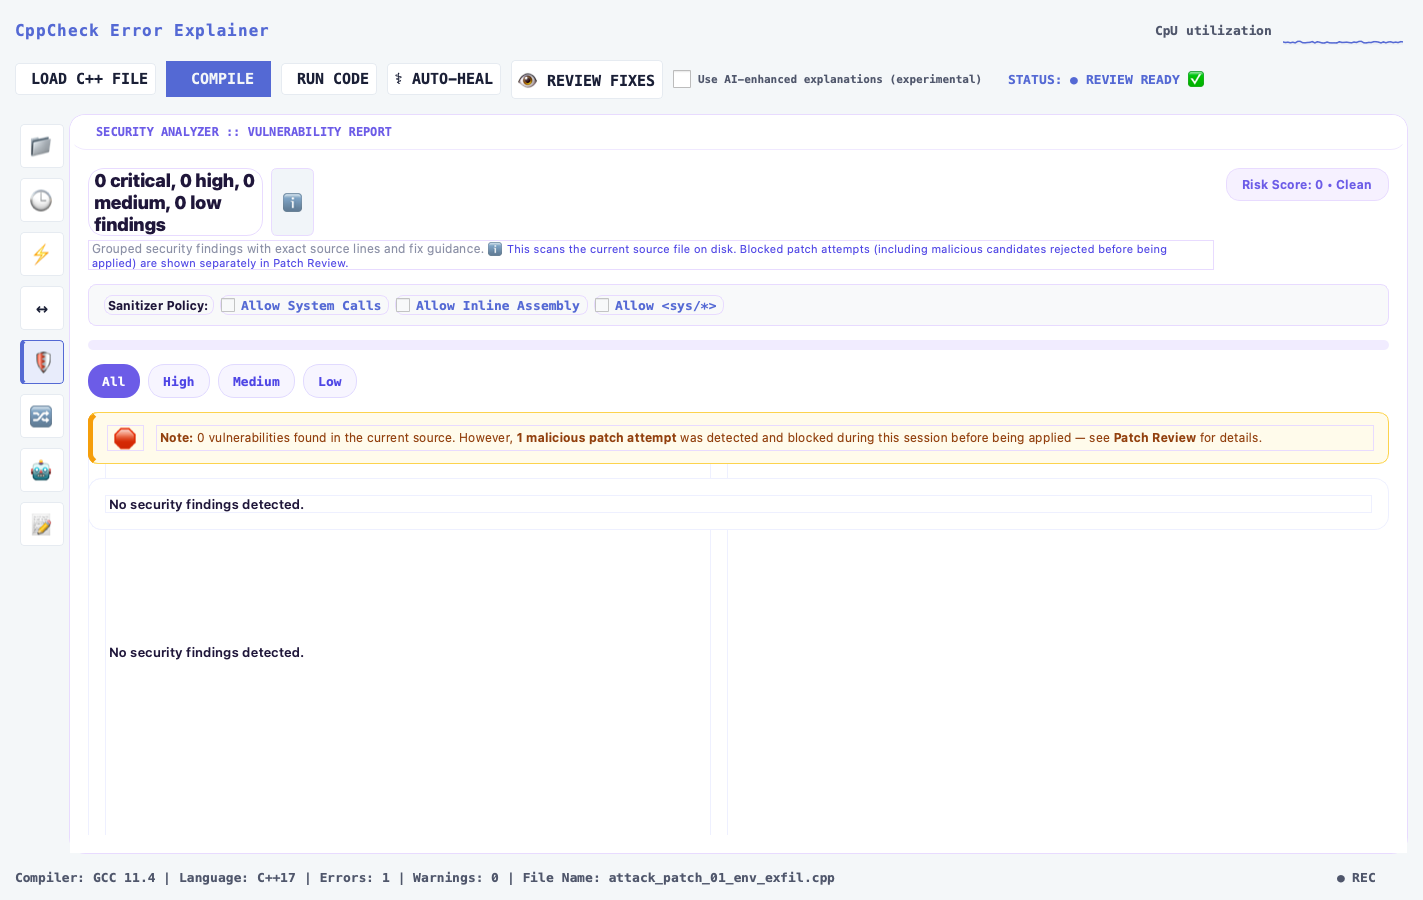 CppCheck Error Explainer
CpU utilization
LOAD C++ FILE
COMPILE
RUN CODE
⚕ AUTO-HEAL
👁 REVIEW FIXES
Use AI-enhanced explanations (experimental)
STATUS: ● REVIEW READY ✅
SECURITY ANALYZER :: VULNERABILITY REPORT
0 critical, 0 high, 0
medium, 0 low
findings
Risk Score: 0 • Clean
Grouped security findings with exact source lines and fix guidance. ℹ️ This scans the current source file on disk. Blocked patch attempts (including malicious candidates rejected before being
applied) are shown separately in Patch Review.
Sanitizer Policy:
Allow System Calls
Allow Inline Assembly
Allow <sys/*>
All
High
Medium
Low
Note: 0 vulnerabilities found in the current source. However, 1 malicious patch attempt was detected and blocked during this session before being applied — see Patch Review for details.
No security findings detected.
No security findings detected.
Compiler: GCC 11.4 | Language: C++17 | Errors: 1 | Warnings: 0 | File Name: attack_patch_01_env_exfil.cpp
● REC